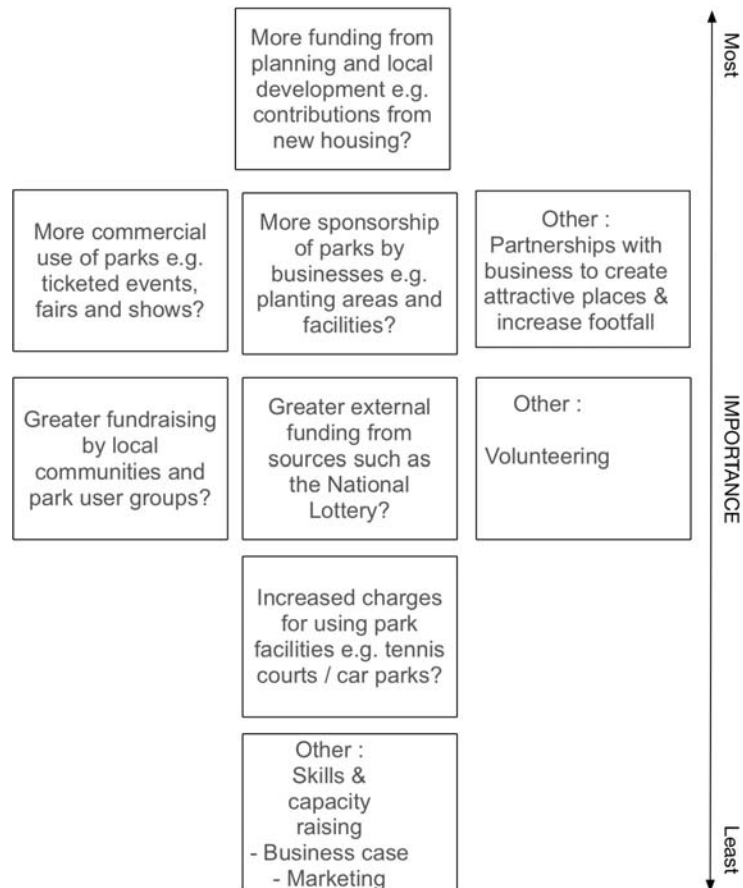 More funding from
planning and local
development e.g.
contributions from
new housing?
More commercial
use of parks e.g.
ticketed events,
fairs and shows?
More sponsorship
of parks by
businesses e.g.
planting areas and
facilities?
Other :
Partnerships with
business to create
attractive places &
increase footfall
Greater fundraising
by local
communities and
park user groups?
Greater external
funding from
sources such as
the National
Lottery?
Other :
Volunteering
Increased charges
for using park
facilities e.g. tennis
courts / car parks?
Other :
Skills &
capacity
raising
- Business case
- Marketing
Most
IMPORTANCE
Least